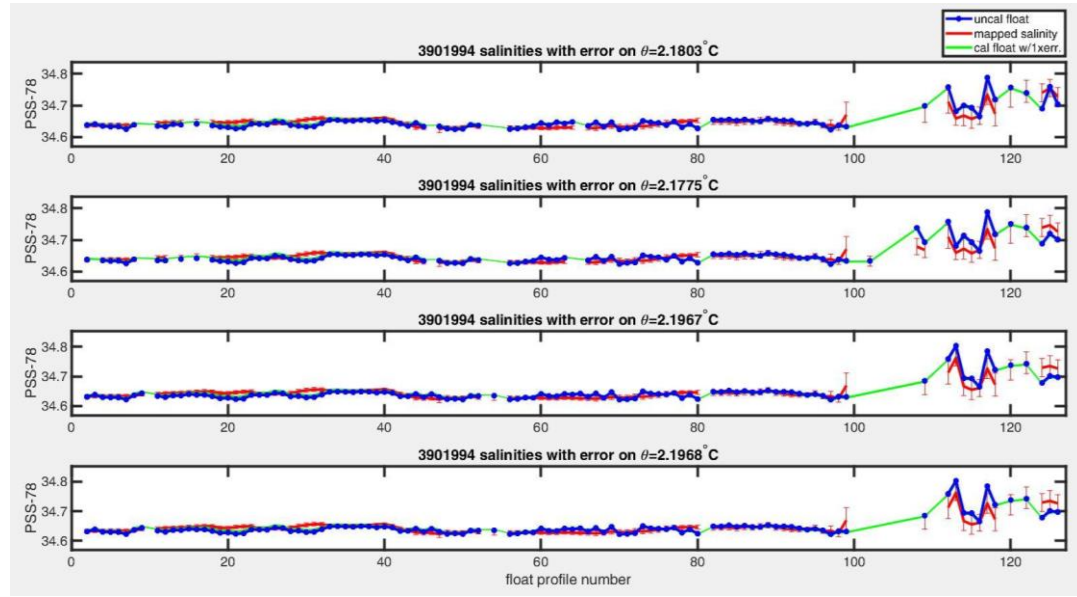 uncal float
mapped salinity
cal float w/1xerr.
3901994 salinities with error on θ=2.1803°C
PSS-78
34.8
34.7
34.6
0 20 40 60 80 100 120
3901994 salinities with error on θ=2.1775°C
PSS-78
34.8
34.7
34.6
0 20 40 60 80 100 120
3901994 salinities with error on θ=2.1967°C
PSS-78
34.8
34.7
34.6
0 20 40 60 80 100 120
3901994 salinities with error on θ=2.1968°C
PSS-78
34.8
34.7
34.6
0 20 40 60 80 100 120
float profile number